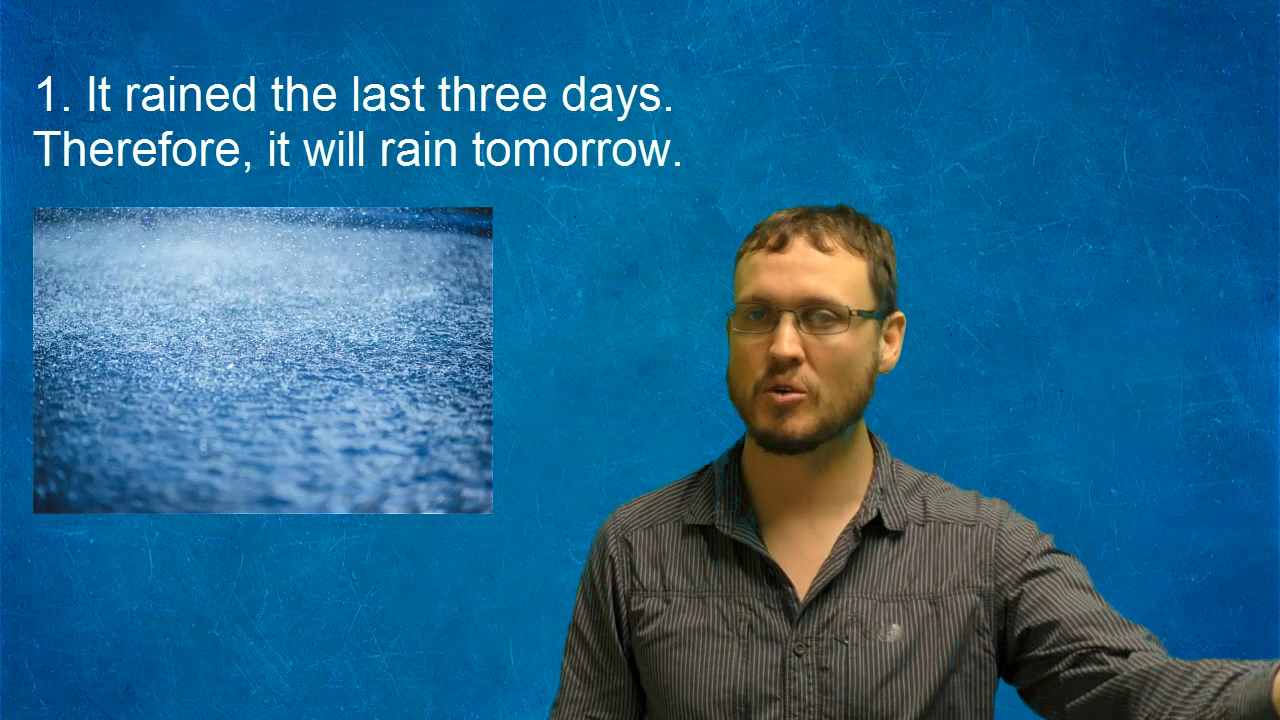 1. It rained the last three days.
Therefore, it will rain tomorrow.